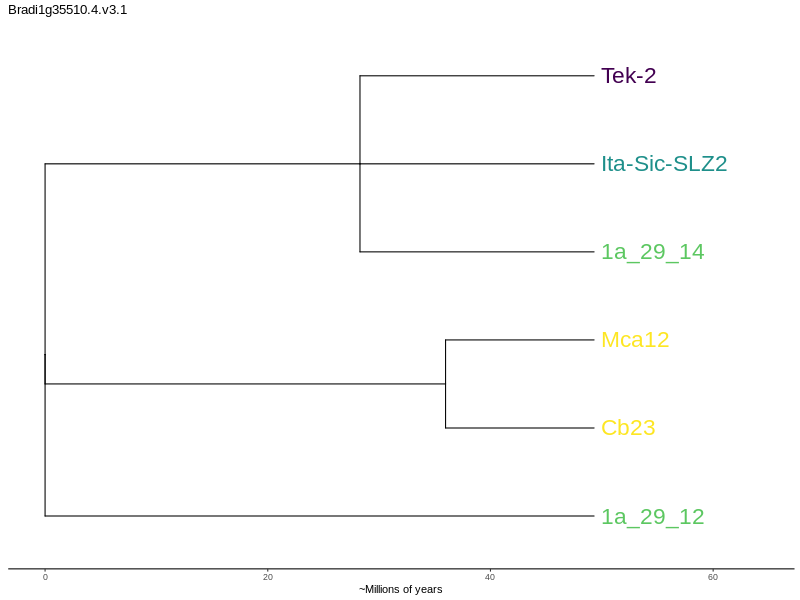 Bradi1g35510.4.v3.1
Tek-2
Ita-Sic-SLZ2
1a_29_14
Mca12
Cb23
1a_29_12
0 20 40 60
~Millions of years